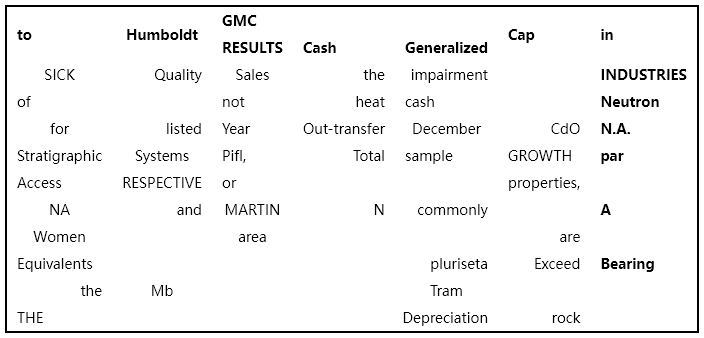 to Humboldt GMC RESULTS Cash Generalized Cap in
SICK Quality Sales the impairment INDUSTRIES
of not heat cash Neutron
for listed Year Out-transfer December CdO N.A.
Stratigraphic Systems Pifl, Total sample GROWTH par
Access RESPECTIVE or properties,
NA and MARTIN N commonly A
Women area are
Equivalents pluriseta Exceed Bearing
the Mb Tram
THE Depreciation rock